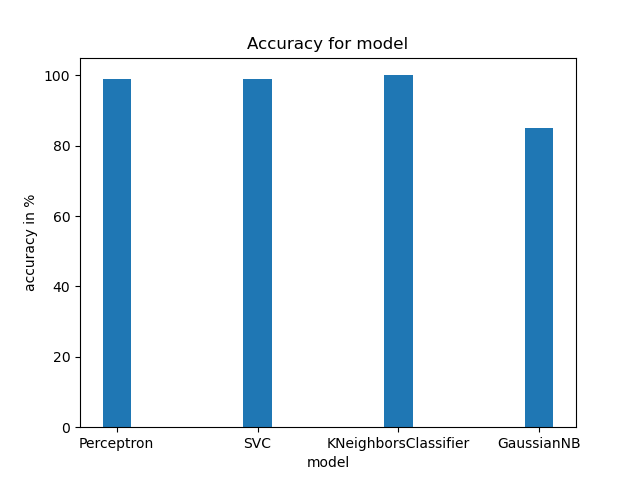 Accuracy for model
accuracy in %
100
80
60
40
20
0
Perceptron SVC KNeighborsClassifier GaussianNB
model